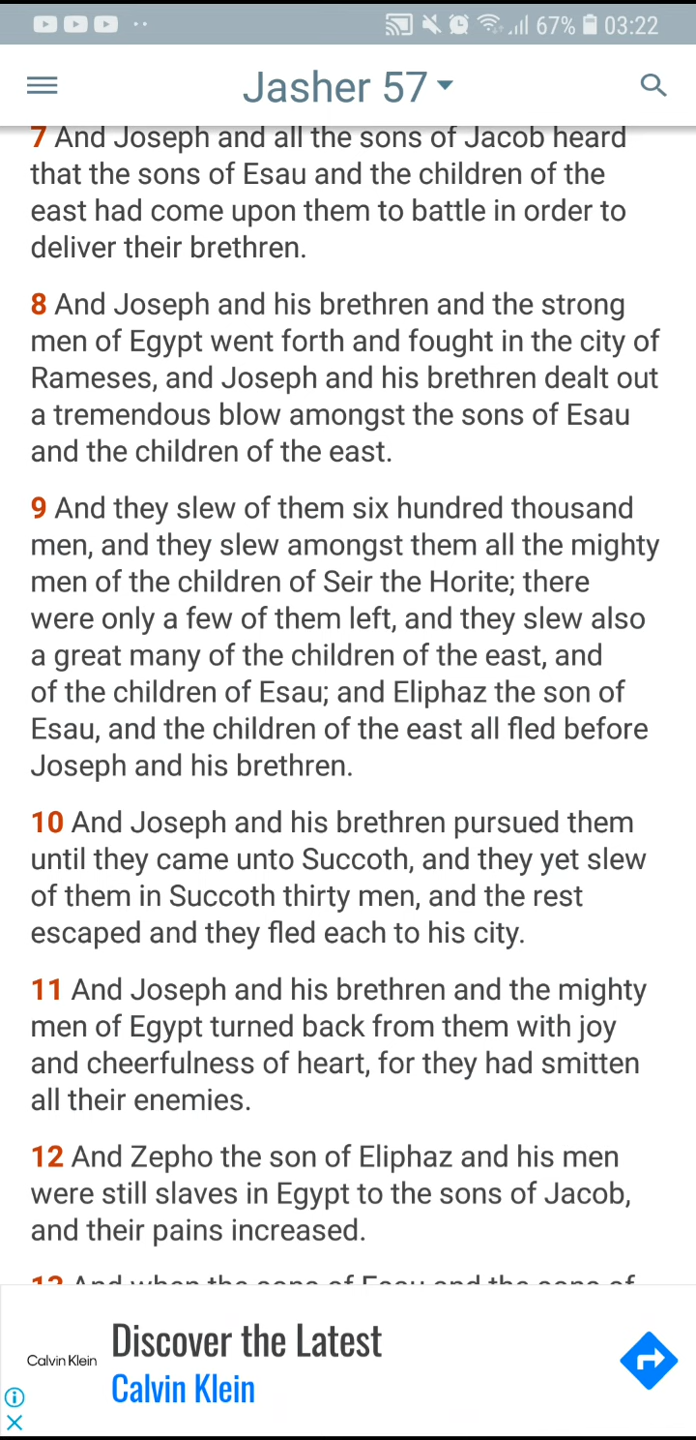 67% 03:22
Jasher 57
7 And Joseph and all the sons of Jacob heard
that the sons of Esau and the children of the
east had come upon them to battle in order to
deliver their brethren.
8 And Joseph and his brethren and the strong
men of Egypt went forth and fought in the city of
Rameses, and Joseph and his brethren dealt out
a tremendous blow amongst the sons of Esau
and the children of the east.
9 And they slew of them six hundred thousand
men, and they slew amongst them all the mighty
men of the children of Seir the Horite; there
were only a few of them left, and they slew also
a great many of the children of the east, and
of the children of Esau; and Eliphaz the son of
Esau, and the children of the east all fled before
Joseph and his brethren.
10 And Joseph and his brethren pursued them
until they came unto Succoth, and they yet slew
of them in Succoth thirty men, and the rest
escaped and they fled each to his city.
11 And Joseph and his brethren and the mighty
men of Egypt turned back from them with joy
and cheerfulness of heart, for they had smitten
all their enemies.
12 And Zepho the son of Eliphaz and his men
were still slaves in Egypt to the sons of Jacob,
and their pains increased.
13 And when the sons of Esau and the sons of
Discover the Latest
Calvin Klein
Calvin Klein